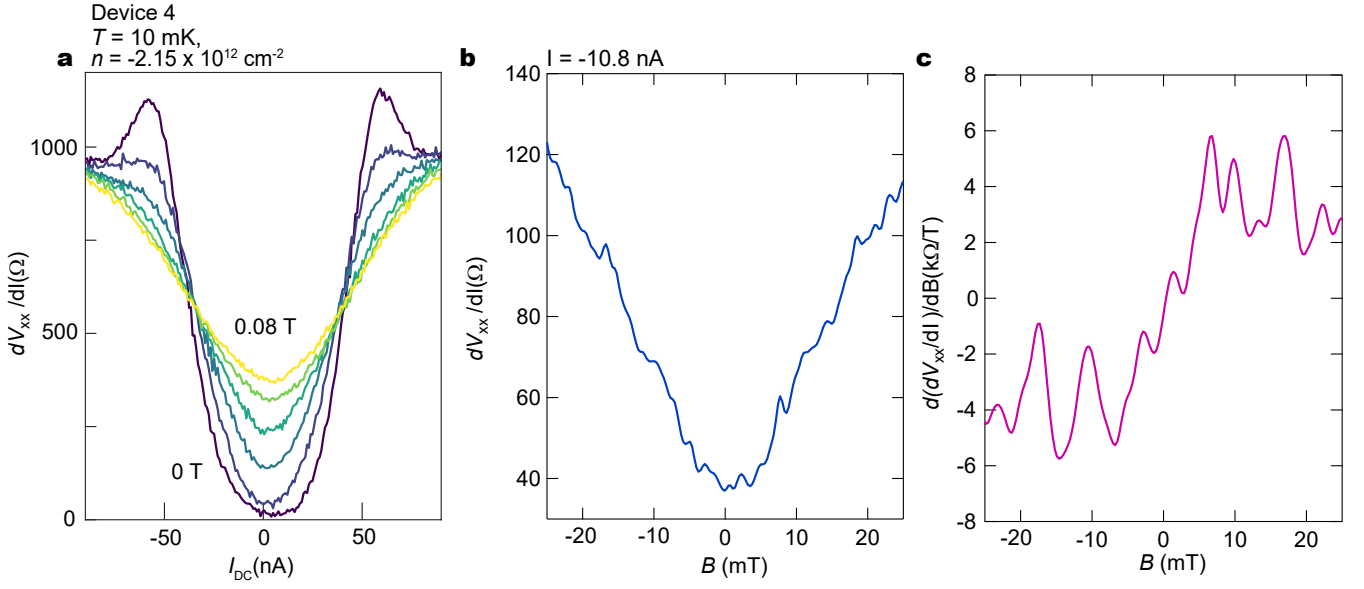 Device 4
T = 10 mK,
n = -2.15 x 10¹² cm⁻²
a
dVxx /dI(Ω)
1000
500
0
0.08 T
0 T
-50
0
50
IDC(nA)
b
I = -10.8 nA
dVxx /dI(Ω)
140
120
100
80
60
40
-20
-10
0
10
20
B (mT)
c
d(dVxx/dI )/dB(kΩ/T)
8
6
4
2
0
-2
-4
-6
-8
-20
-10
0
10
20
B (mT)